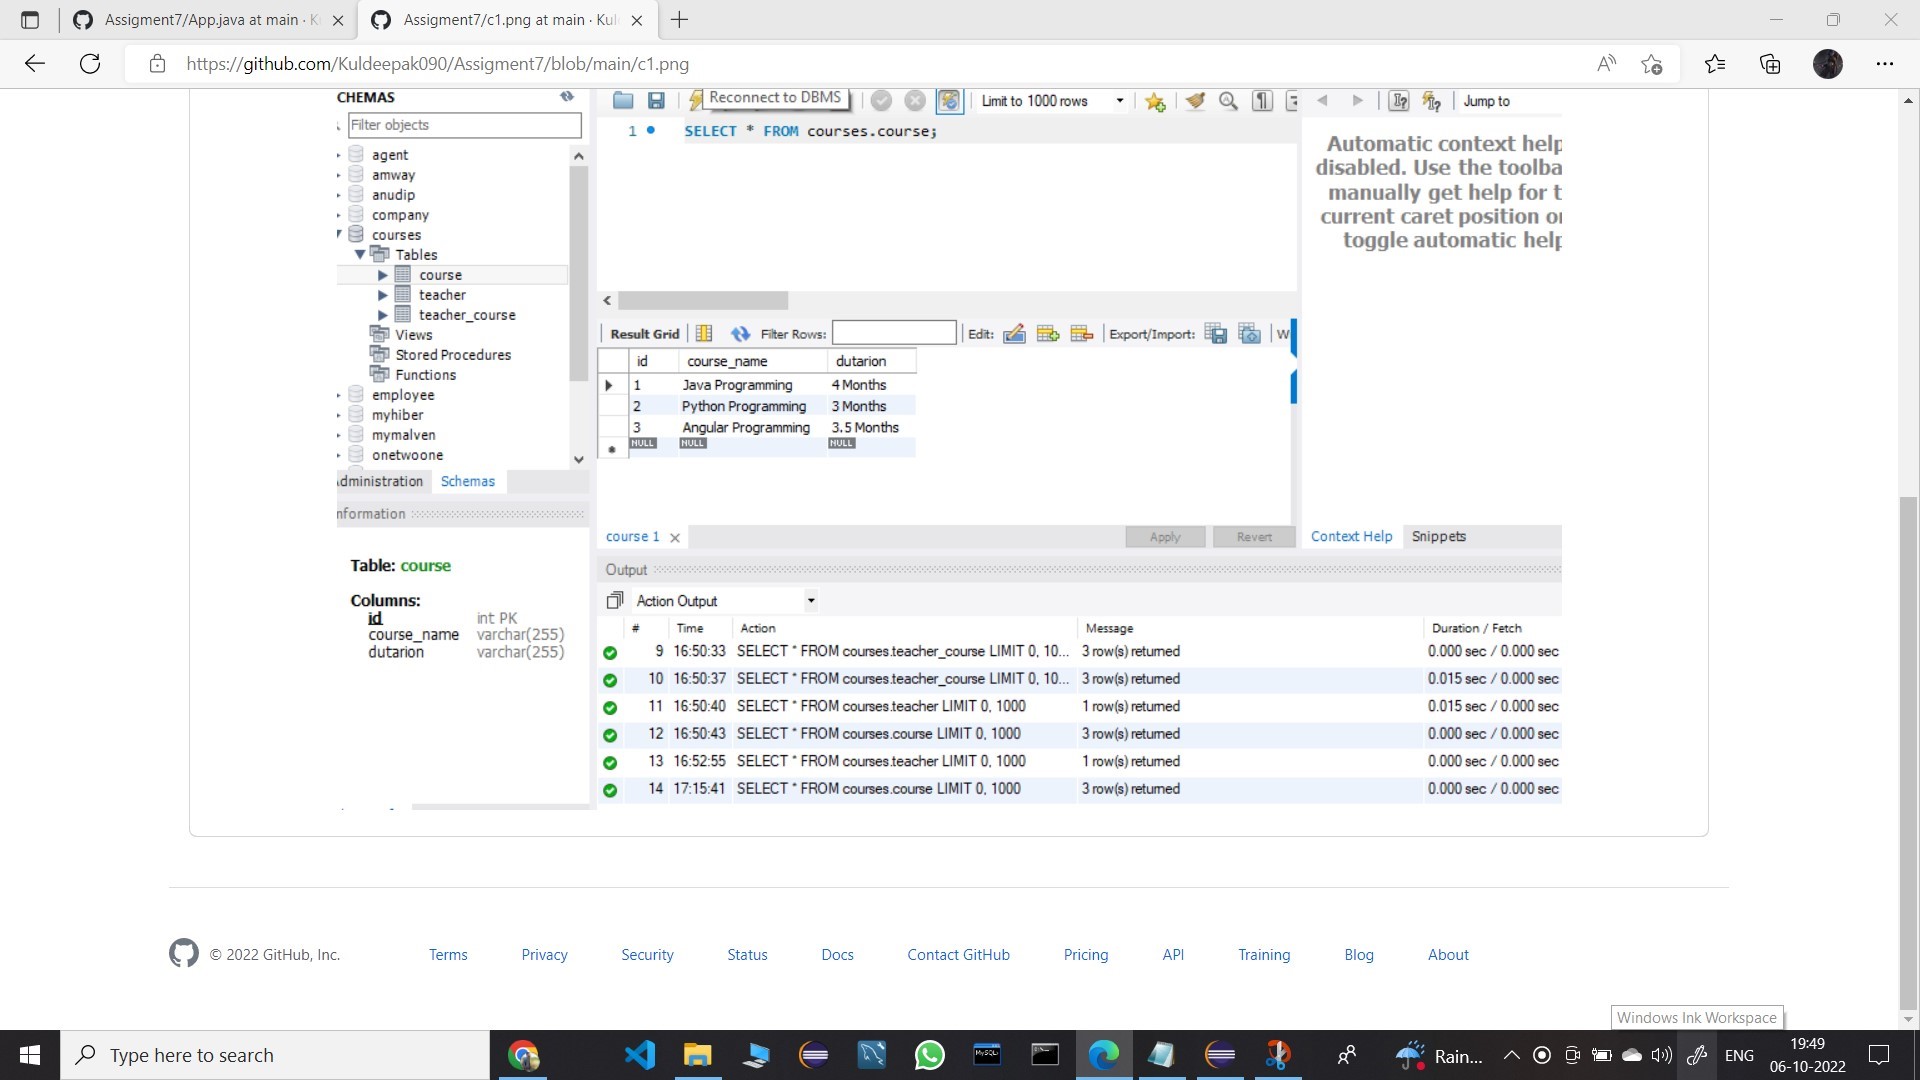 Assigment7/App.java at main · K
Assigment7/c1.png at main · Kul
https://github.com/Kuldeepak090/Assigment7/blob/main/c1.png
CHEMAS
Filter objects
agent
amway
anudip
company
courses
Tables
course
teacher
teacher_course
Views
Stored Procedures
Functions
employee
myhiber
mymalven
onetwoone
dministration
Schemas
nformation
Table: course
Columns:
id int PK
course_name varchar(255)
dutarion varchar(255)
Reconnect to DBMS
Limit to 1000 rows
Jump to
1 SELECT * FROM courses.course;
Automatic context help
disabled. Use the toolba
manually get help for t
current caret position or
toggle automatic help
Result Grid
Filter Rows:
Edit:
Export/Import:
W
id course_name dutarion
1 Java Programming 4 Months
2 Python Programming 3 Months
3 Angular Programming 3.5 Months
NULL NULL NULL
course 1
Apply
Revert
Context Help
Snippets
Output
Action Output
# Time Action Message Duration / Fetch
9 16:50:33 SELECT * FROM courses.teacher_course LIMIT 0, 10... 3 row(s) returned 0.000 sec / 0.000 sec
10 16:50:37 SELECT * FROM courses.teacher_course LIMIT 0, 10... 3 row(s) returned 0.015 sec / 0.000 sec
11 16:50:40 SELECT * FROM courses.teacher LIMIT 0, 1000 1 row(s) returned 0.015 sec / 0.000 sec
12 16:50:43 SELECT * FROM courses.course LIMIT 0, 1000 3 row(s) returned 0.000 sec / 0.000 sec
13 16:52:55 SELECT * FROM courses.teacher LIMIT 0, 1000 1 row(s) returned 0.000 sec / 0.000 sec
14 17:15:41 SELECT * FROM courses.course LIMIT 0, 1000 3 row(s) returned 0.000 sec / 0.000 sec
© 2022 GitHub, Inc.
Terms
Privacy
Security
Status
Docs
Contact GitHub
Pricing
API
Training
Blog
About
Windows Ink Workspace
Type here to search
MySQL
Rain...
ENG
19:49
06-10-2022